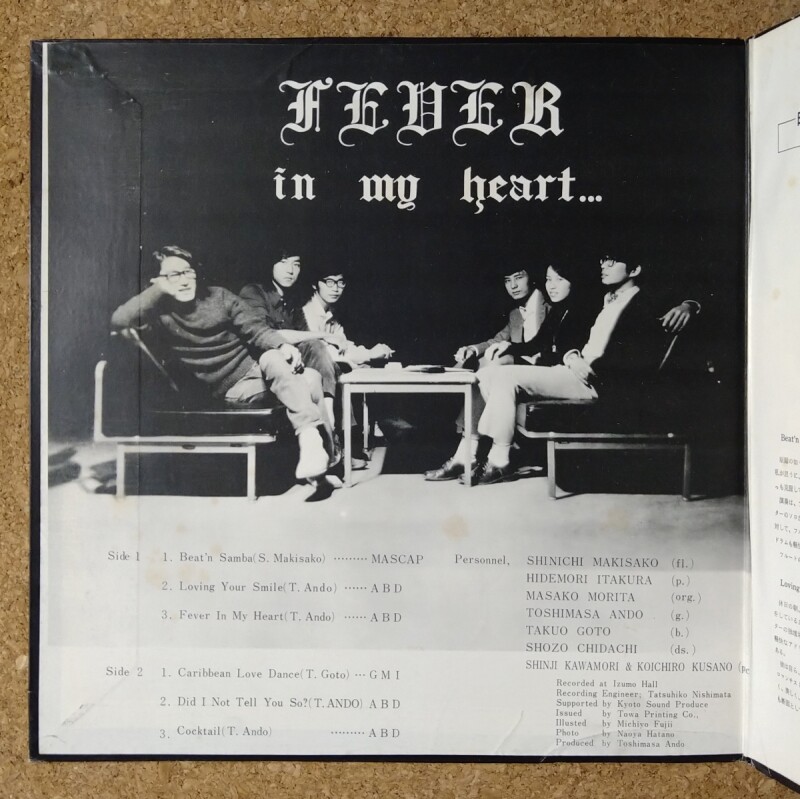 FEVER
in my heart...
Side 1 1. Beat'n Samba(S. Makisako) ········· MASCAP
2. Loving Your Smile(T. Ando) ······ A B D
3. Fever In My Heart(T. Ando) ······ A B D
Side 2 1. Caribbean Love Dance(T. Goto) ··· G M I
2. Did I Not Tell You So?(T.ANDO) A B D
3. Cocktail(T. Ando) ········· A B D
Personnel, SHINICHI MAKISAKO (fl.)
HIDEMORI ITAKURA (p.)
MASAKO MORITA (org.)
TOSHIMASA ANDO (g.)
TAKUO GOTO (b.)
SHOZO CHIDACHI (ds.)
SHINJI KAWAMORI & KOICHIRO KUSANO
Recorded at Izumo Hall
Recording Engineer; Tatsuhiko Nishimata
Supported by Kyoto Sound Produce
Issued by Towa Printing Co.,
Illusted by Michiyo Fujii
Photo by Naoya Hatano
Produced by Toshimasa Ando
Beat'n
Loving